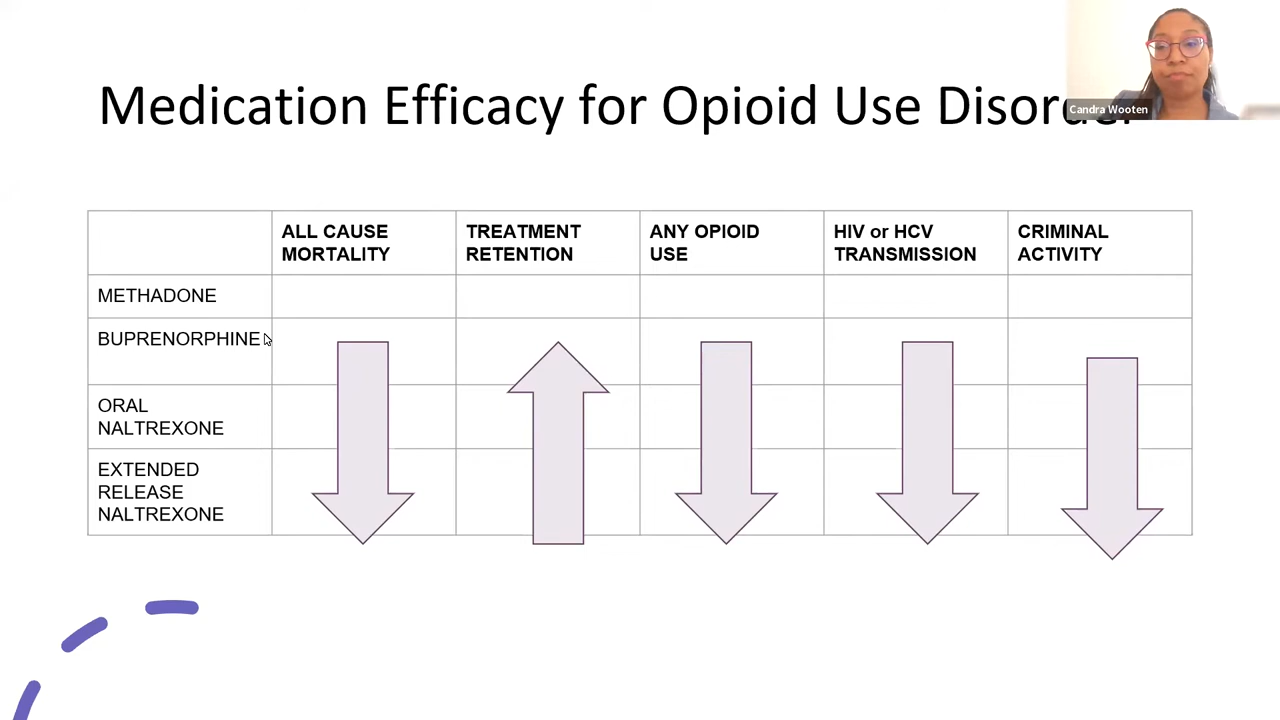 Medication Efficacy for Opioid Use
Candra Wooten
ALL CAUSE
MORTALITY
TREATMENT
RETENTION
ANY OPIOID
USE
HIV or HCV
TRANSMISSION
CRIMINAL
ACTIVITY
METHADONE
BUPRENORPHINE
ORAL
NALTREXONE
EXTENDED
RELEASE
NALTREXONE